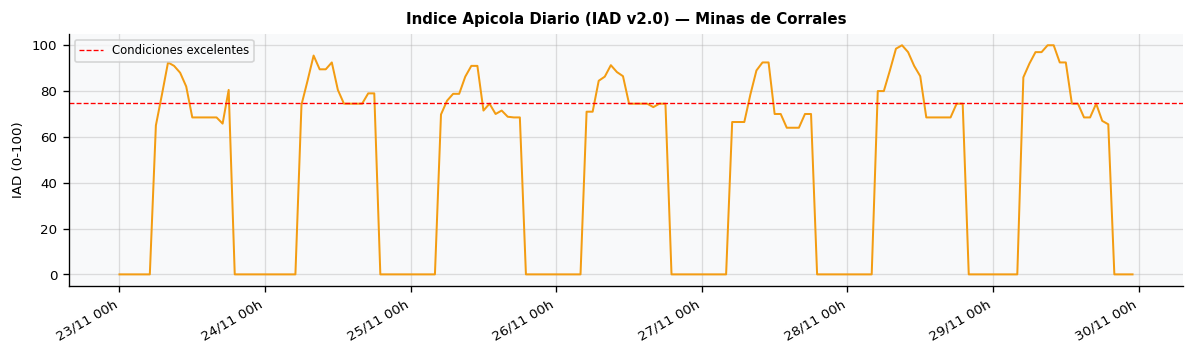 Indice Apicola Diario (IAD v2.0) — Minas de Corrales
Condiciones excelentes
IAD (0-100)
100
80
60
40
20
0
23/11 00h
24/11 00h
25/11 00h
26/11 00h
27/11 00h
28/11 00h
29/11 00h
30/11 00h